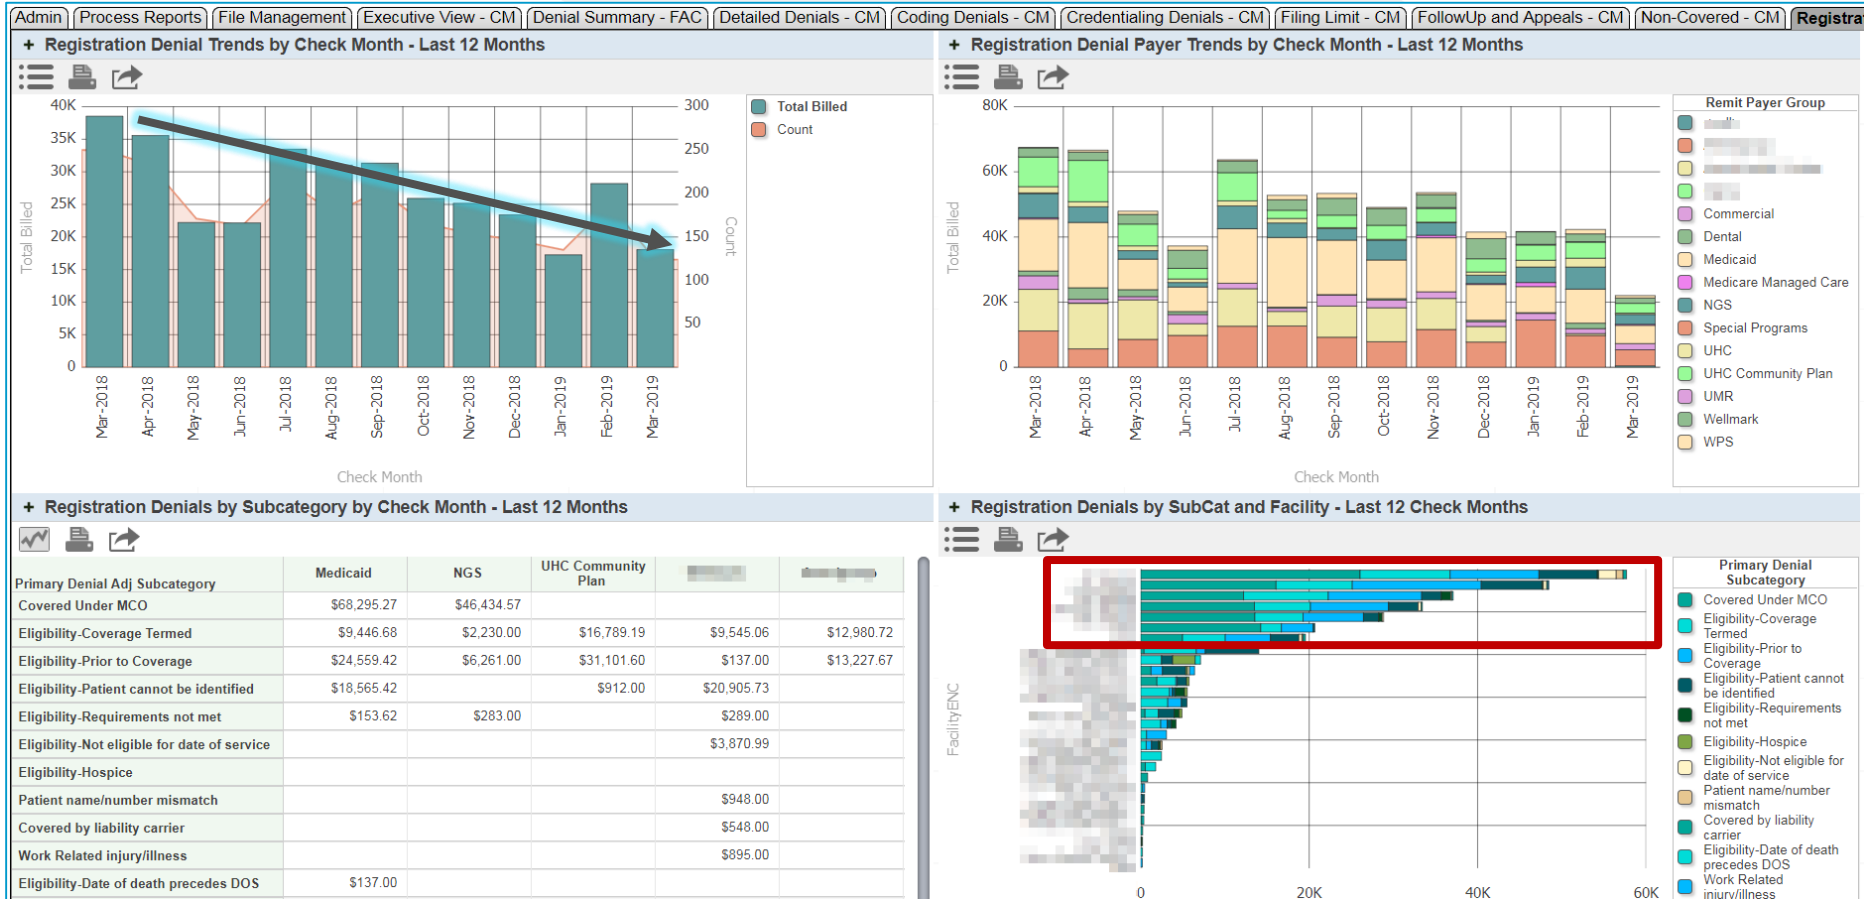 Admin Process Reports File Management Executive View - CM Denial Summary - FAC Detailed Denials - CM Coding Denials - CM Credentialing Denials - CM Filing Limit - CM FollowUp and Appeals - CM Non-Covered - CM Registra
+ Registration Denial Trends by Check Month - Last 12 Months
40K
35K
30K
25K
20K
15K
10K
5K
0
Total Billed
300
250
200
150
100
50
Count
Mar-2018
Apr-2018
May-2018
Jun-2018
Jul-2018
Aug-2018
Sep-2018
Oct-2018
Nov-2018
Dec-2018
Jan-2019
Feb-2019
Mar-2019
Check Month
Total Billed
Count
+ Registration Denial Payer Trends by Check Month - Last 12 Months
80K
60K
40K
20K
0
Total Billed
Mar-2018
Apr-2018
May-2018
Jun-2018
Jul-2018
Aug-2018
Sep-2018
Oct-2018
Nov-2018
Dec-2018
Jan-2019
Feb-2019
Mar-2019
Check Month
Remit Payer Group
Commercial
Dental
Medicaid
Medicare Managed Care
NGS
Special Programs
UHC
UHC Community Plan
UMR
Wellmark
WPS
+ Registration Denials by Subcategory by Check Month - Last 12 Months
Primary Denial Adj Subcategory Medicaid NGS UHC Community
Plan
Covered Under MCO $68,295.27 $46,434.57
Eligibility-Coverage Termed $9,446.68 $2,230.00 $16,789.19 $9,545.06 $12,980.72
Eligibility-Prior to Coverage $24,559.42 $6,261.00 $31,101.60 $137.00 $13,227.67
Eligibility-Patient cannot be identified $18,565.42 $912.00 $20,905.73
Eligibility-Requirements not met $153.62 $283.00 $289.00
Eligibility-Not eligible for date of service $3,870.99
Eligibility-Hospice
Patient name/number mismatch $948.00
Covered by liability carrier $548.00
Work Related injury/illness $895.00
Eligibility-Date of death precedes DOS $137.00
+ Registration Denials by SubCat and Facility - Last 12 Check Months
FacilityENC
0
20K
40K
60K
Primary Denial
Subcategory
Covered Under MCO
Eligibility-Coverage
Termed
Eligibility-Prior to
Coverage
Eligibility-Patient cannot
be identified
Eligibility-Requirements
not met
Eligibility-Hospice
Eligibility-Not eligible for
date of service
Patient name/number
mismatch
Covered by liability
carrier
Eligibility-Date of death
precedes DOS
Work Related
injury/illness